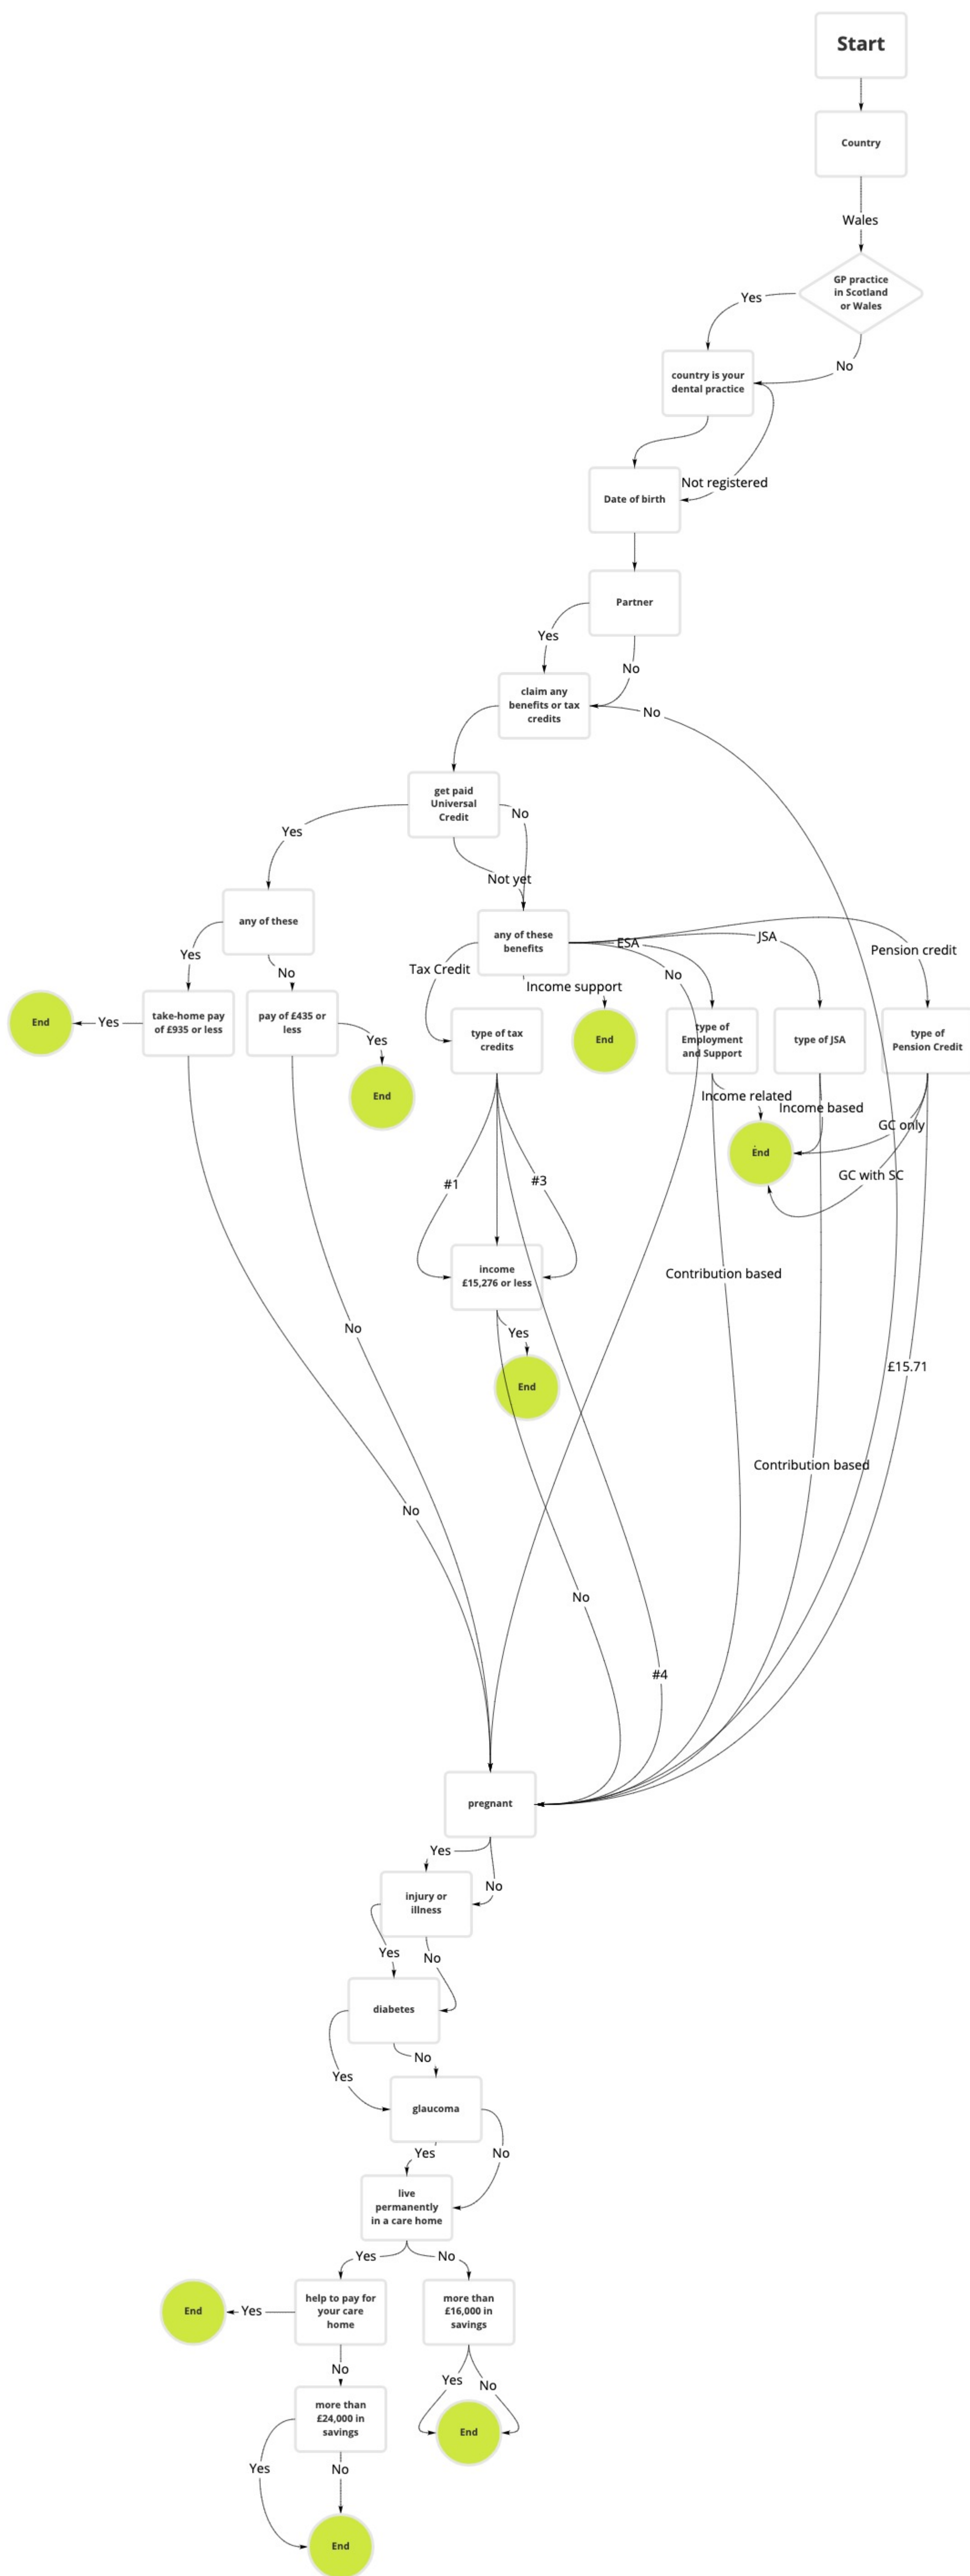 Start
Country
Wales
GP practice
in Scotland
or Wales
Yes
No
country is your
dental practice
Not registered
Date of birth
Partner
Yes
No
claim any
benefits or tax
credits
No
get paid
Universal
Credit
Yes
No
Not yet
any of these
any of these
benefits
ESA
JSA
Pension credit
Yes
No
Tax Credit
Income support
No
End
Yes
take-home pay
of £935 or less
pay of £435 or
less
Yes
End
type of tax
credits
End
type of
Employment
and Support
type of JSA
type of
Pension Credit
Income related
Income based
GC only
End
GC with SC
#1
#3
income
£15,276 or less
Contribution based
No
Yes
End
£15.71
Contribution based
No
No
#4
pregnant
Yes
No
injury or
illness
Yes
No
diabetes
No
Yes
glaucoma
Yes
No
live
permanently
in a care home
Yes
No
End
Yes
help to pay for
your care
home
more than
£16,000 in
savings
No
Yes
No
more than
£24,000 in
savings
End
Yes
No
End